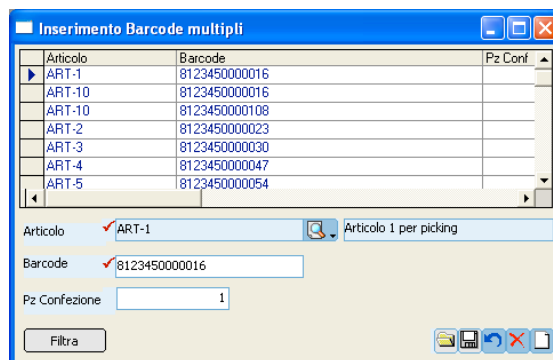 Inserimento Barcode multipli
Articolo Barcode Pz Conf
ART-1 8123450000016
ART-10 8123450000016
ART-10 8123450000108
ART-2 8123450000023
ART-3 8123450000030
ART-4 8123450000047
ART-5 8123450000054
Articolo ART-1 Articolo 1 per picking
Barcode 8123450000016
Pz Confezione 1
Filtra